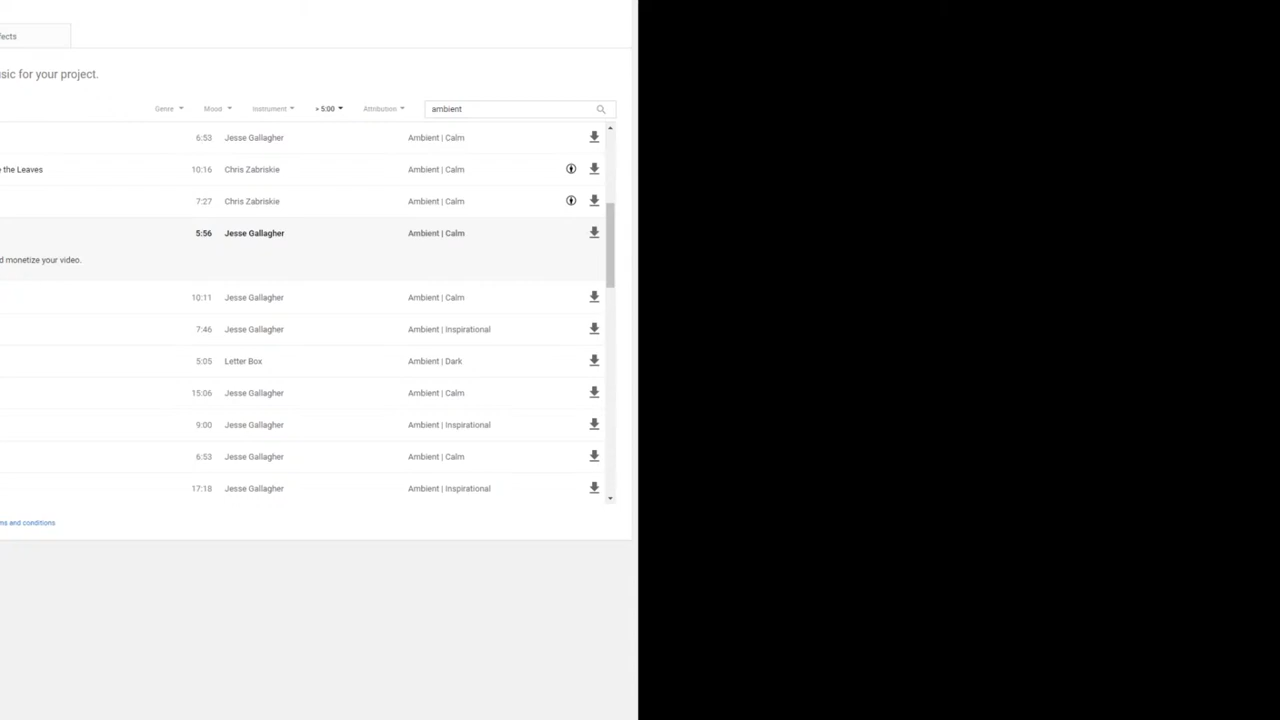 fects
sic for your project.
Genre Mood Instrument > 5:00 Attribution ambient
6:53 Jesse Gallagher Ambient | Calm
e the Leaves 10:16 Chris Zabriskie Ambient | Calm
7:27 Chris Zabriskie Ambient | Calm
5:56 Jesse Gallagher Ambient | Calm
d monetize your video.
10:11 Jesse Gallagher Ambient | Calm
7:46 Jesse Gallagher Ambient | Inspirational
5:05 Letter Box Ambient | Dark
15:06 Jesse Gallagher Ambient | Calm
9:00 Jesse Gallagher Ambient | Inspirational
6:53 Jesse Gallagher Ambient | Calm
17:18 Jesse Gallagher Ambient | Inspirational
ms and conditions